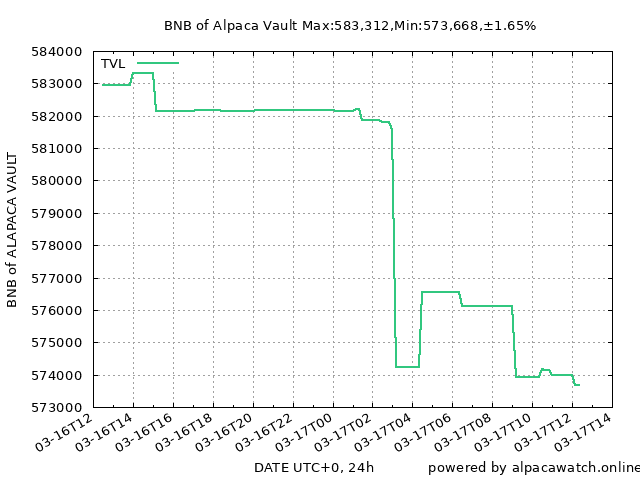 BNB of Alpaca Vault Max:583,312,Min:573,668,±1.65%
TVL
584000
583000
582000
581000
580000
579000
578000
577000
576000
575000
574000
573000
BNB of ALAPACA VAULT
03-16T12
03-16T14
03-16T16
03-16T18
03-16T20
03-16T22
03-17T00
03-17T02
03-17T04
03-17T06
03-17T08
03-17T10
03-17T12
03-17T14
DATE UTC+0, 24h
powered by alpacawatch.online